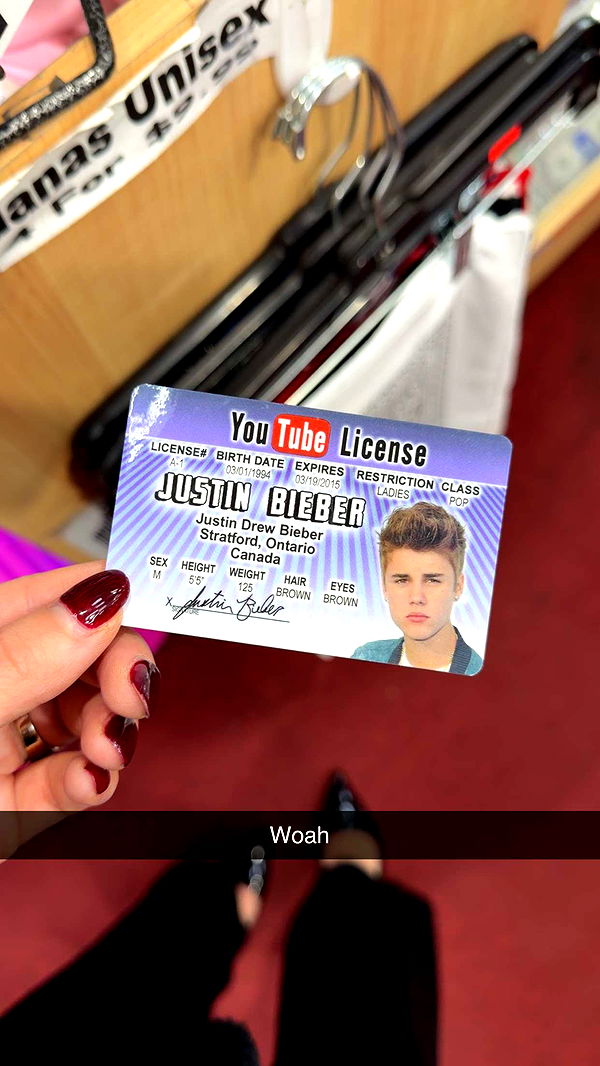 anas Unisex
4 For $9.99
You Tube License
LICENSE# BIRTH DATE EXPIRES RESTRICTION CLASS
A-1 03/01/1994 03/19/2015 LADIES POP
JUSTIN BIEBER
Justin Drew Bieber
Stratford, Ontario
Canada
SEX HEIGHT WEIGHT HAIR EYES
M 5'5" 125 BROWN BROWN
X Justin Bieber
Woah